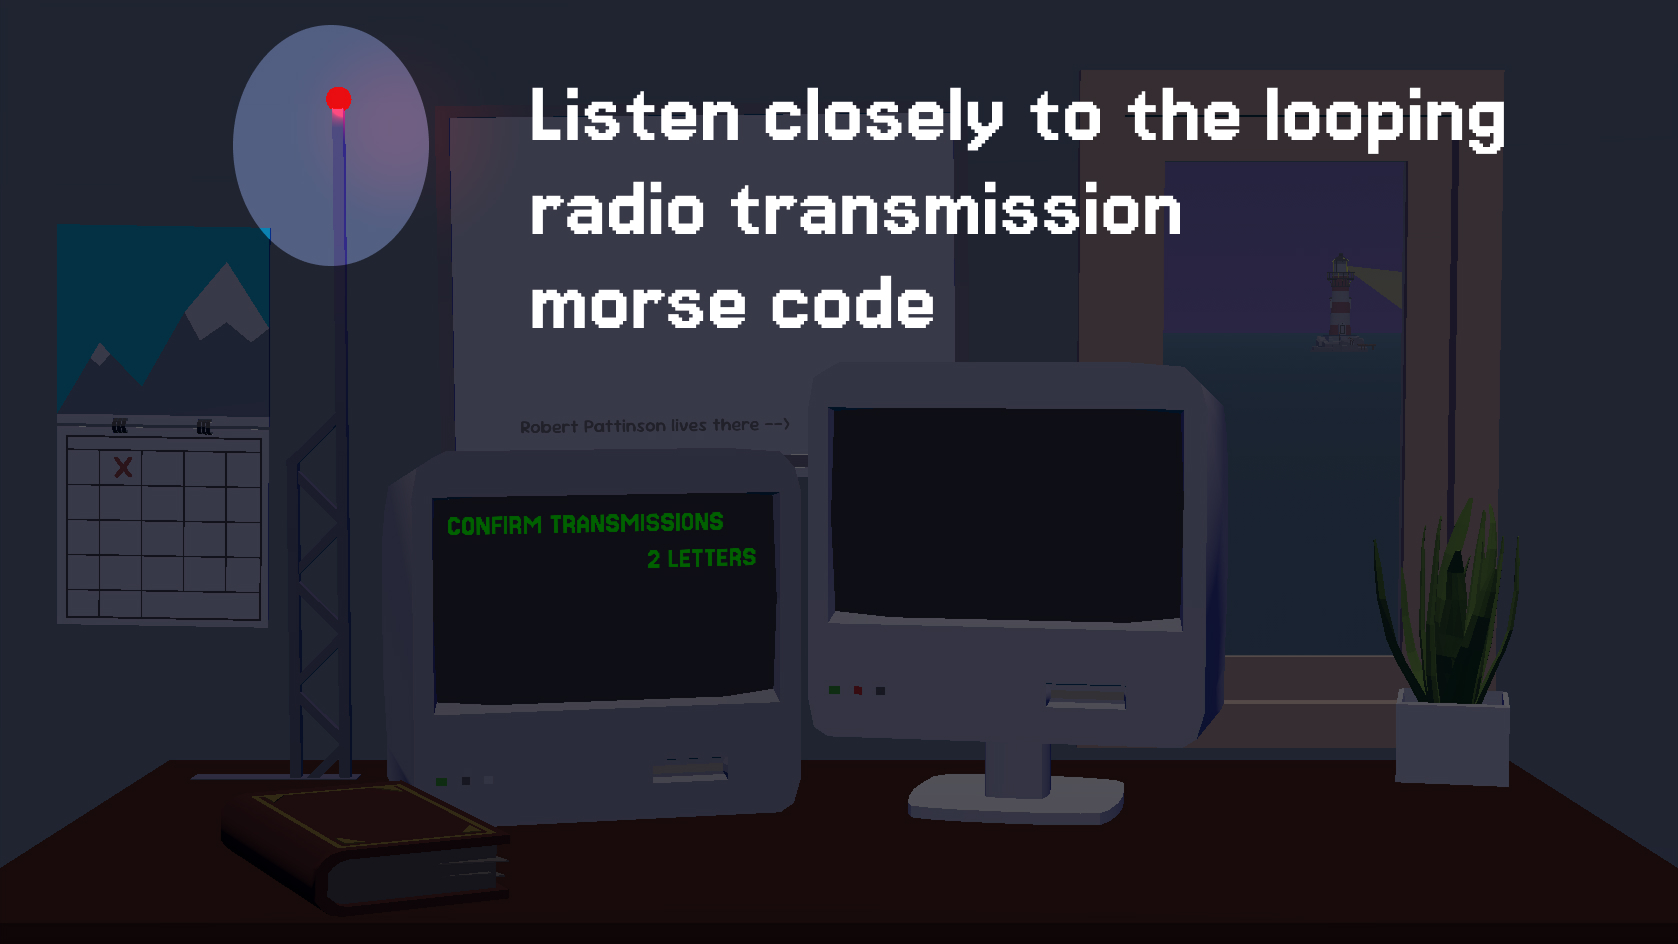 Listen closely to the looping
radio transmission
morse code
Robert Pattinson lives there -->
X
CONFIRM TRANSMISSIONS
2 LETTERS